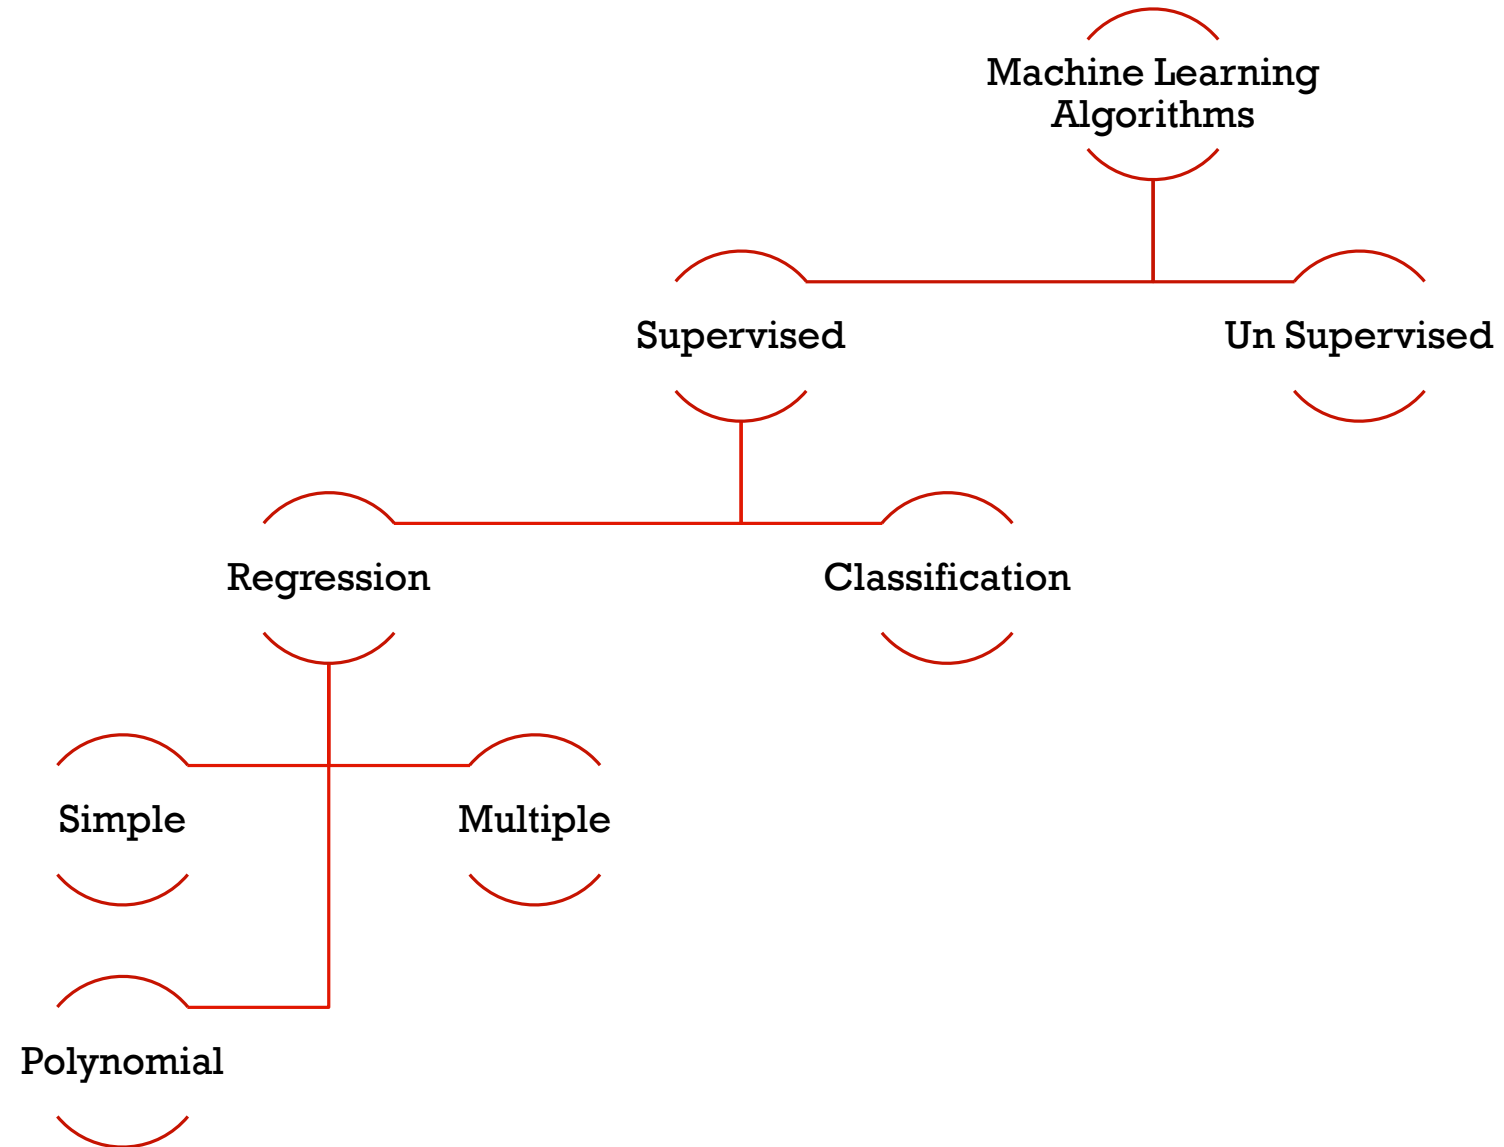 Machine Learning
Algorithms
Supervised
Un Supervised
Regression
Classification
Simple
Multiple
Polynomial